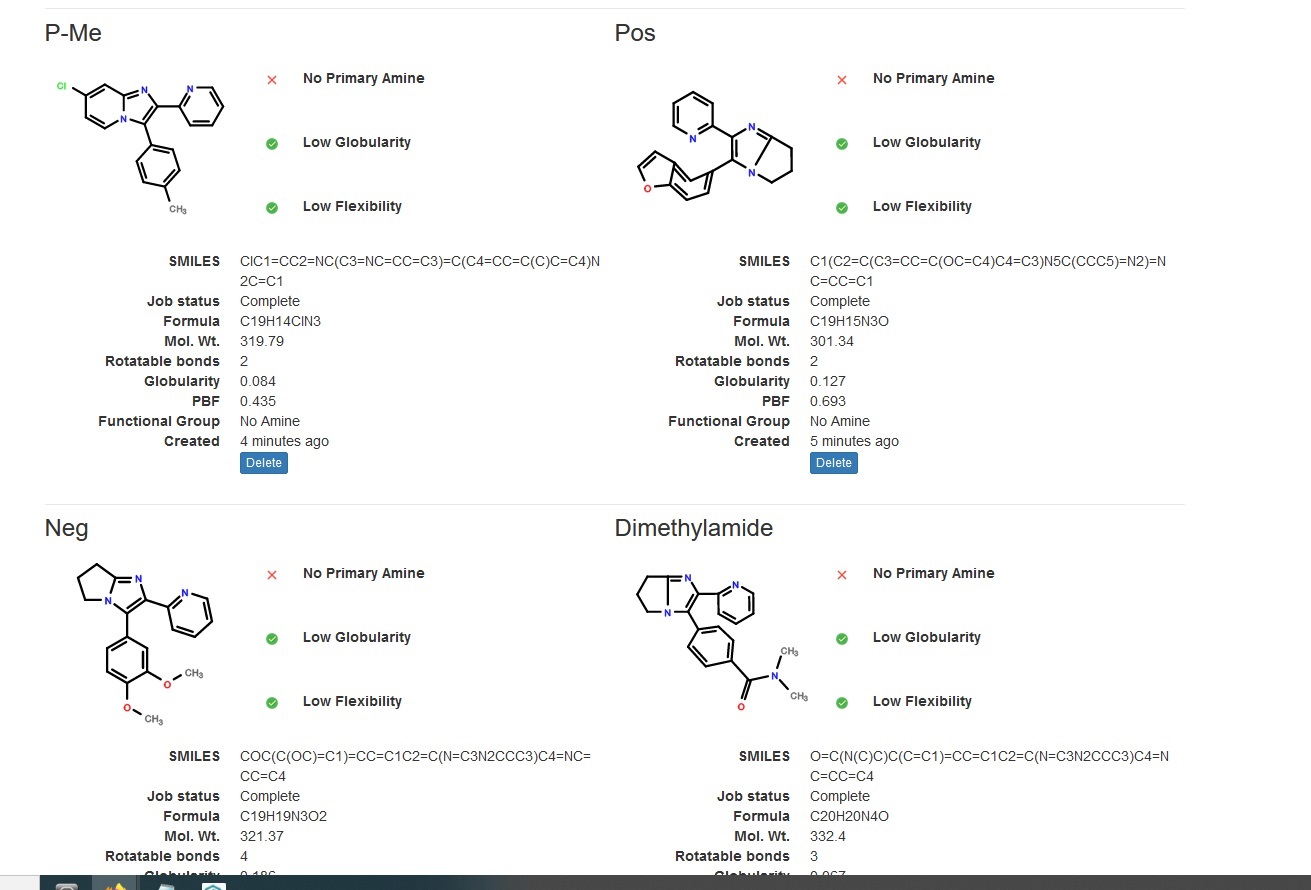 P-Me
Cl
N
N
N
CH3
No Primary Amine
Low Globularity
Low Flexibility
SMILES ClC1=CC2=NC(C3=NC=CC=C3)=C(C4=CC=C(C)C=C4)N
2C=C1
Job status Complete
Formula C19H14ClN3
Mol. Wt. 319.79
Rotatable bonds 2
Globularity 0.084
PBF 0.435
Functional Group No Amine
Created 4 minutes ago
Delete
Pos
N
N
N
O
No Primary Amine
Low Globularity
Low Flexibility
SMILES C1(C2=C(C3=CC=C(OC=C4)C4=C3)N5C(CCC5)=N2)=N
C=CC=C1
Job status Complete
Formula C19H15N3O
Mol. Wt. 301.34
Rotatable bonds 2
Globularity 0.127
PBF 0.693
Functional Group No Amine
Created 5 minutes ago
Delete
Neg
N
N
N
O
CH3
O
CH3
No Primary Amine
Low Globularity
Low Flexibility
SMILES COC(C(OC)=C1)=CC=C1C2=C(N=C3N2CCC3)C4=NC=
CC=C4
Job status Complete
Formula C19H19N3O2
Mol. Wt. 321.37
Rotatable bonds 4
Globularity
Dimethylamide
N
N
N
CH3
N
CH3
O
No Primary Amine
Low Globularity
Low Flexibility
SMILES O=C(N(C)C)C(C=C1)=CC=C1C2=C(N=C3N2CCC3)C4=N
C=CC=C4
Job status Complete
Formula C20H20N4O
Mol. Wt. 332.4
Rotatable bonds 3
Globularity